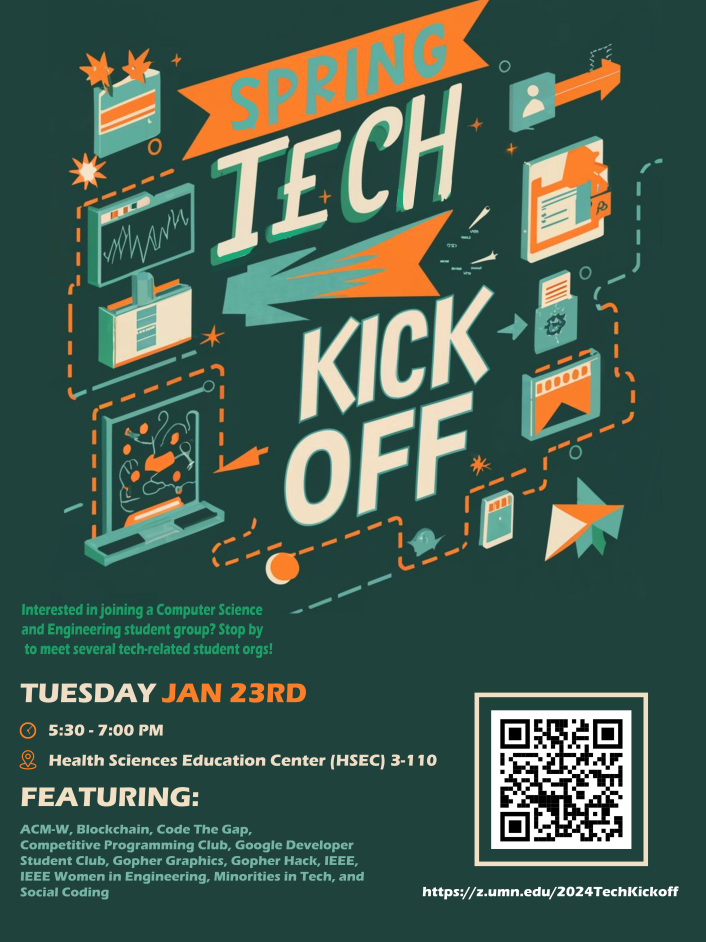 SPRING
TECH
KICK
OFF
Interested in joining a Computer Science
and Engineering student group? Stop by
to meet several tech-related student orgs!
TUESDAY JAN 23RD
5:30 - 7:00 PM
Health Sciences Education Center (HSEC) 3-110
FEATURING:
ACM-W, Blockchain, Code The Gap,
Competitive Programming Club, Google Developer
Student Club, Gopher Graphics, Gopher Hack, IEEE,
IEEE Women in Engineering, Minorities in Tech, and
Social Coding
https://z.umn.edu/2024TechKickoff